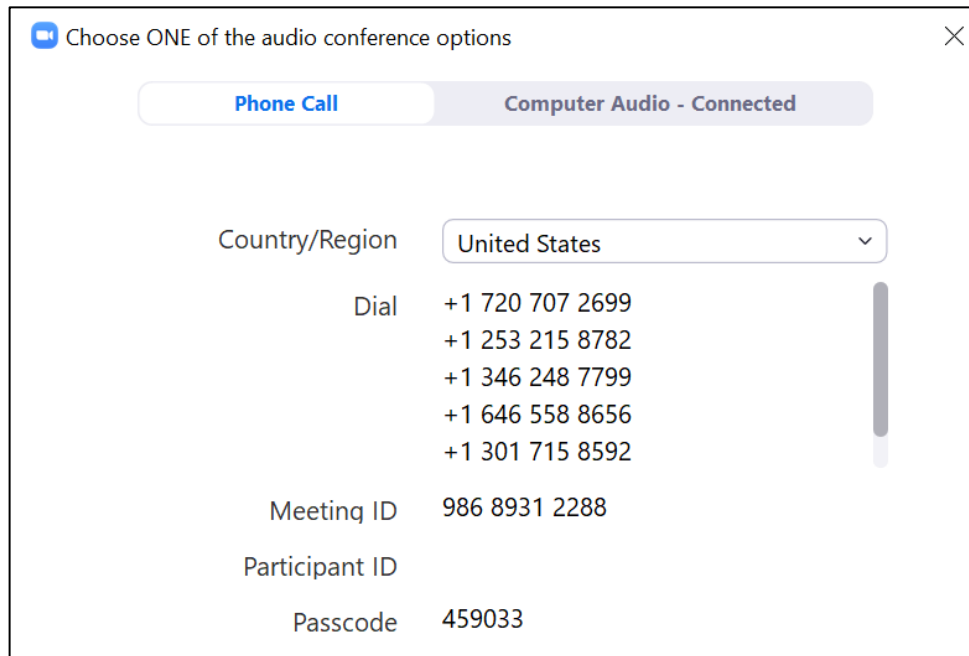 Choose ONE of the audio conference options
Phone Call Computer Audio - Connected
Country/Region United States
Dial +1 720 707 2699
+1 253 215 8782
+1 346 248 7799
+1 646 558 8656
+1 301 715 8592
Meeting ID 986 8931 2288
Participant ID
Passcode 459033